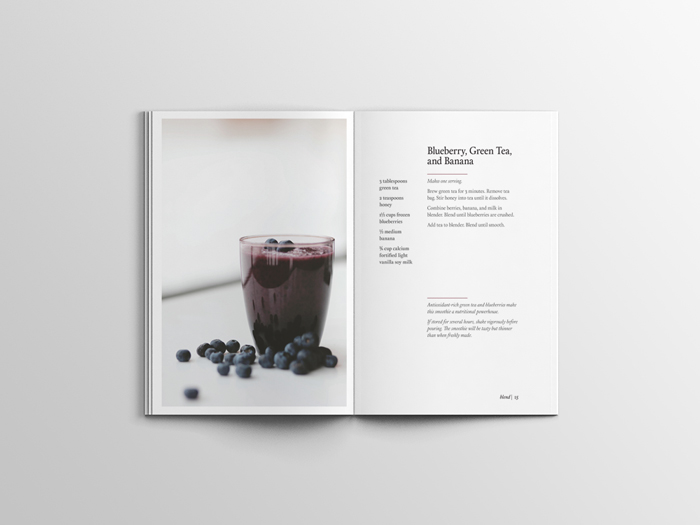 Blueberry, Green Tea,
and Banana
3 tablespoons
green tea
2 teaspoons
honey
1½ cups frozen
blueberries
½ medium
banana
¾ cup calcium
fortified light
vanilla soy milk
Makes one serving.
Brew green tea for 3 minutes. Remove tea
bag. Stir honey into tea until it dissolves.
Combine berries, banana, and milk in
blender. Blend until blueberries are crushed.
Add tea to blender. Blend until smooth.
Antioxidant-rich green tea and blueberries make
this smoothie a nutritional powerhouse.
If stored for several hours, shake vigorously before
pouring. The smoothie will be tasty but thinner
than when freshly made.
blend | 15